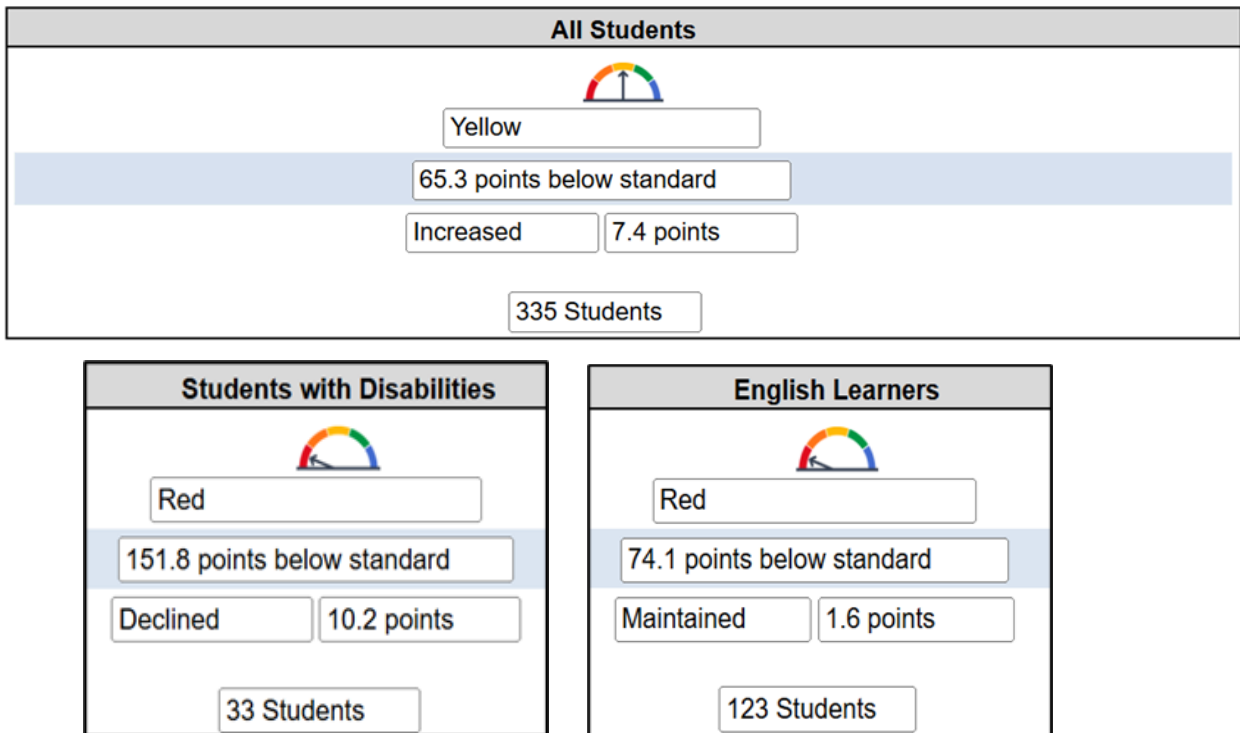 All Students
Yellow
65.3 points below standard
Increased 7.4 points
335 Students
Students with Disabilities
Red
151.8 points below standard
Declined 10.2 points
33 Students
English Learners
Red
74.1 points below standard
Maintained 1.6 points
123 Students